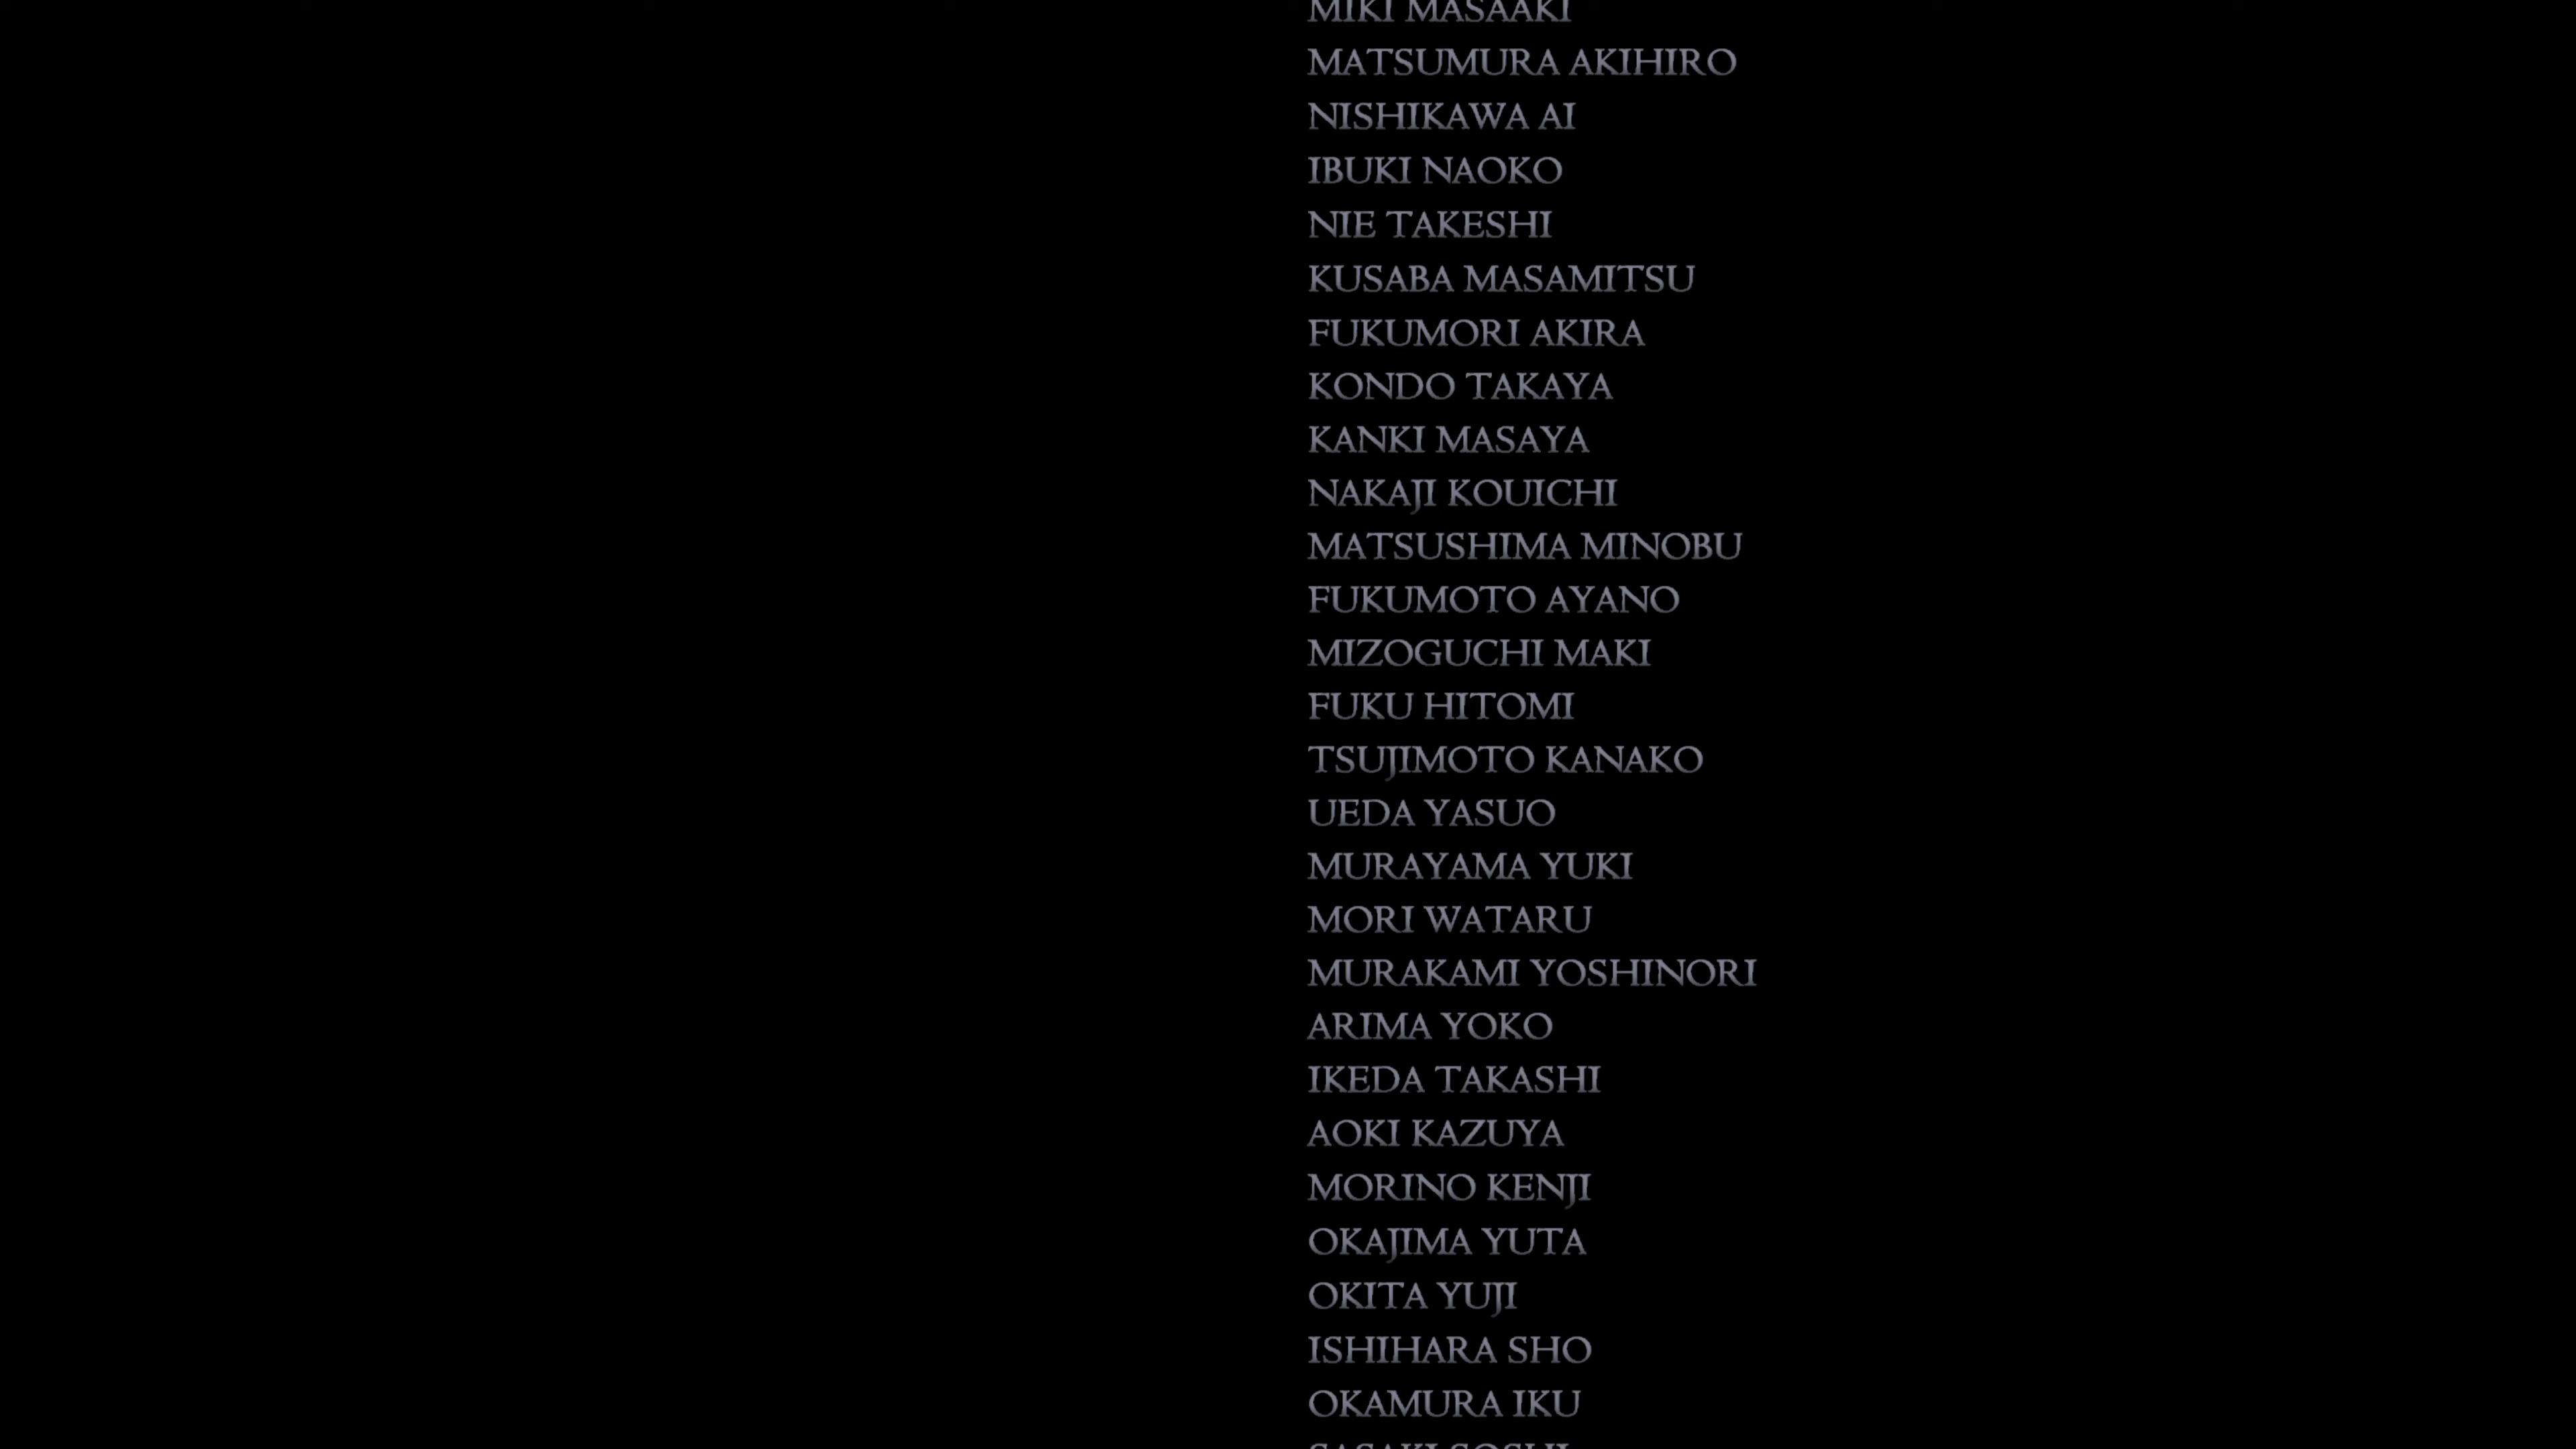 MIKI MASAAKI
MATSUMURA AKIHIRO
NISHIKAWA AI
IBUKI NAOKO
NIE TAKESHI
KUSABA MASAMITSU
FUKUMORI AKIRA
KONDO TAKAYA
KANKI MASAYA
NAKAJI KOUICHI
MATSUSHIMA MINOBU
FUKUMOTO AYANO
MIZOGUCHI MAKI
FUKU HITOMI
TSUJIMOTO KANAKO
UEDA YASUO
MURAYAMA YUKI
MORI WATARU
MURAKAMI YOSHINORI
ARIMA YOKO
IKEDA TAKASHI
AOKI KAZUYA
MORINO KENJI
OKAJIMA YUTA
OKITA YUJI
ISHIHARA SHO
OKAMURA IKU